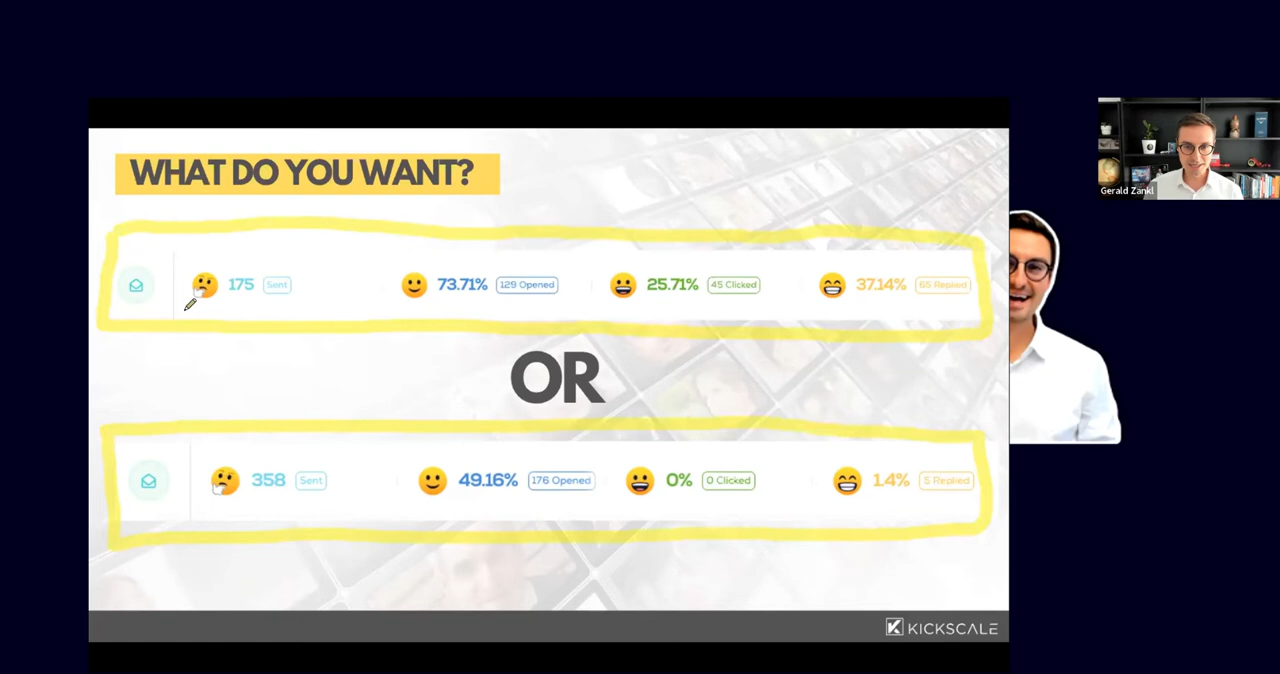 WHAT DO YOU WANT?
175 Sent 73.71% 129 Opened 25.71% 45 Clicked 37.14% 65 Replied
OR
358 Sent 49.16% 176 Opened 0% 0 Clicked 1.4% 5 Replied
KICKSCALE
Gerald Zankl